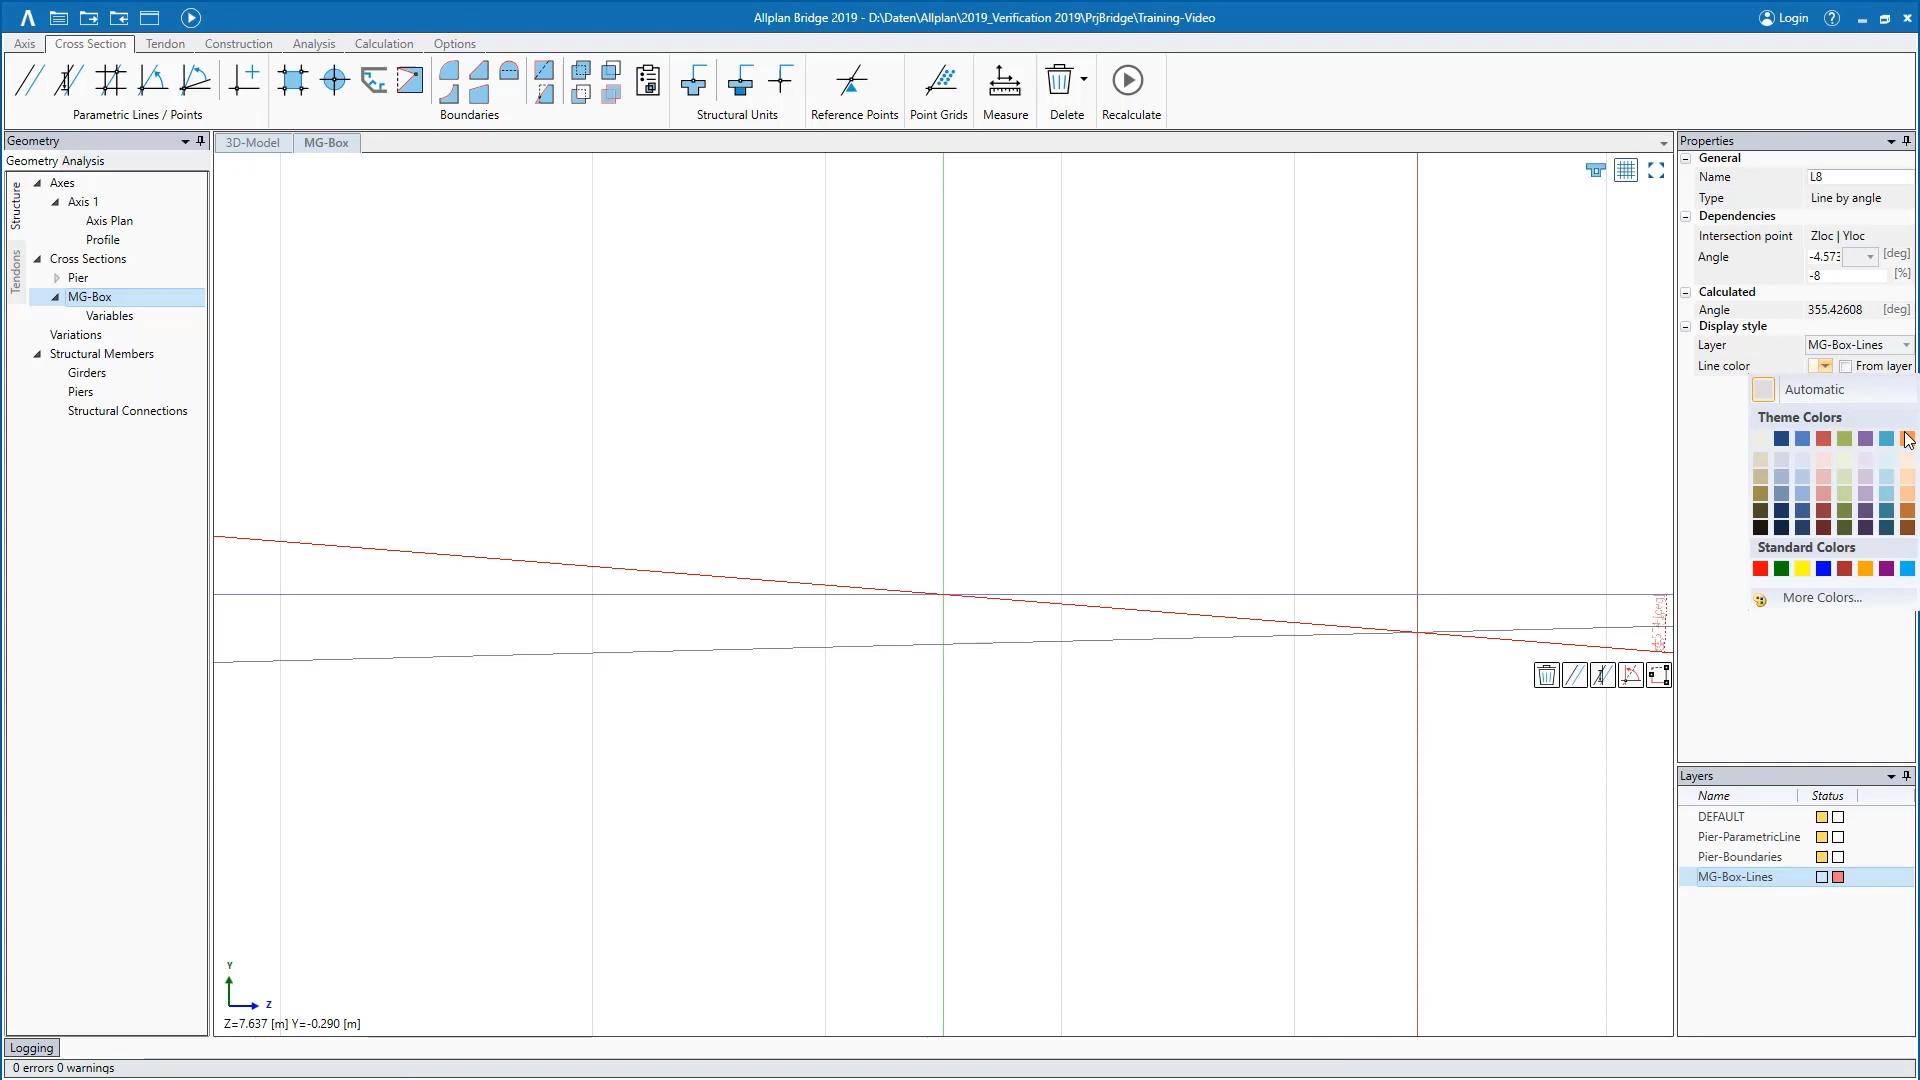 Allplan Bridge 2019 - D:\Daten\Allplan\2019_Verification 2019\PrjBridge\Training-Video
Login
Axis
Cross Section
Tendon
Construction
Analysis
Calculation
Options
Parametric Lines / Points
Boundaries
Structural Units
Reference Points
Point Grids
Measure
Delete
Recalculate
Geometry
Geometry Analysis
Structure
Tendons
Axes
Axis 1
Axis Plan
Profile
Cross Sections
Pier
MG-Box
Variables
Variations
Structural Members
Girders
Piers
Structural Connections
3D-Model
MG-Box
Y
Z
Z=7.637 [m] Y=-0.290 [m]
Properties
General
Name L8
Type Line by angle
Dependencies
Intersection point Zloc | Yloc
Angle -4.573 [deg]
-8 [%]
Calculated
Angle 355.42608 [deg]
Display style
Layer MG-Box-Lines
Line color From layer
Automatic
Theme Colors
Standard Colors
More Colors...
Layers
Name Status
DEFAULT
Pier-ParametricLine
Pier-Boundaries
MG-Box-Lines
Logging
0 errors 0 warnings